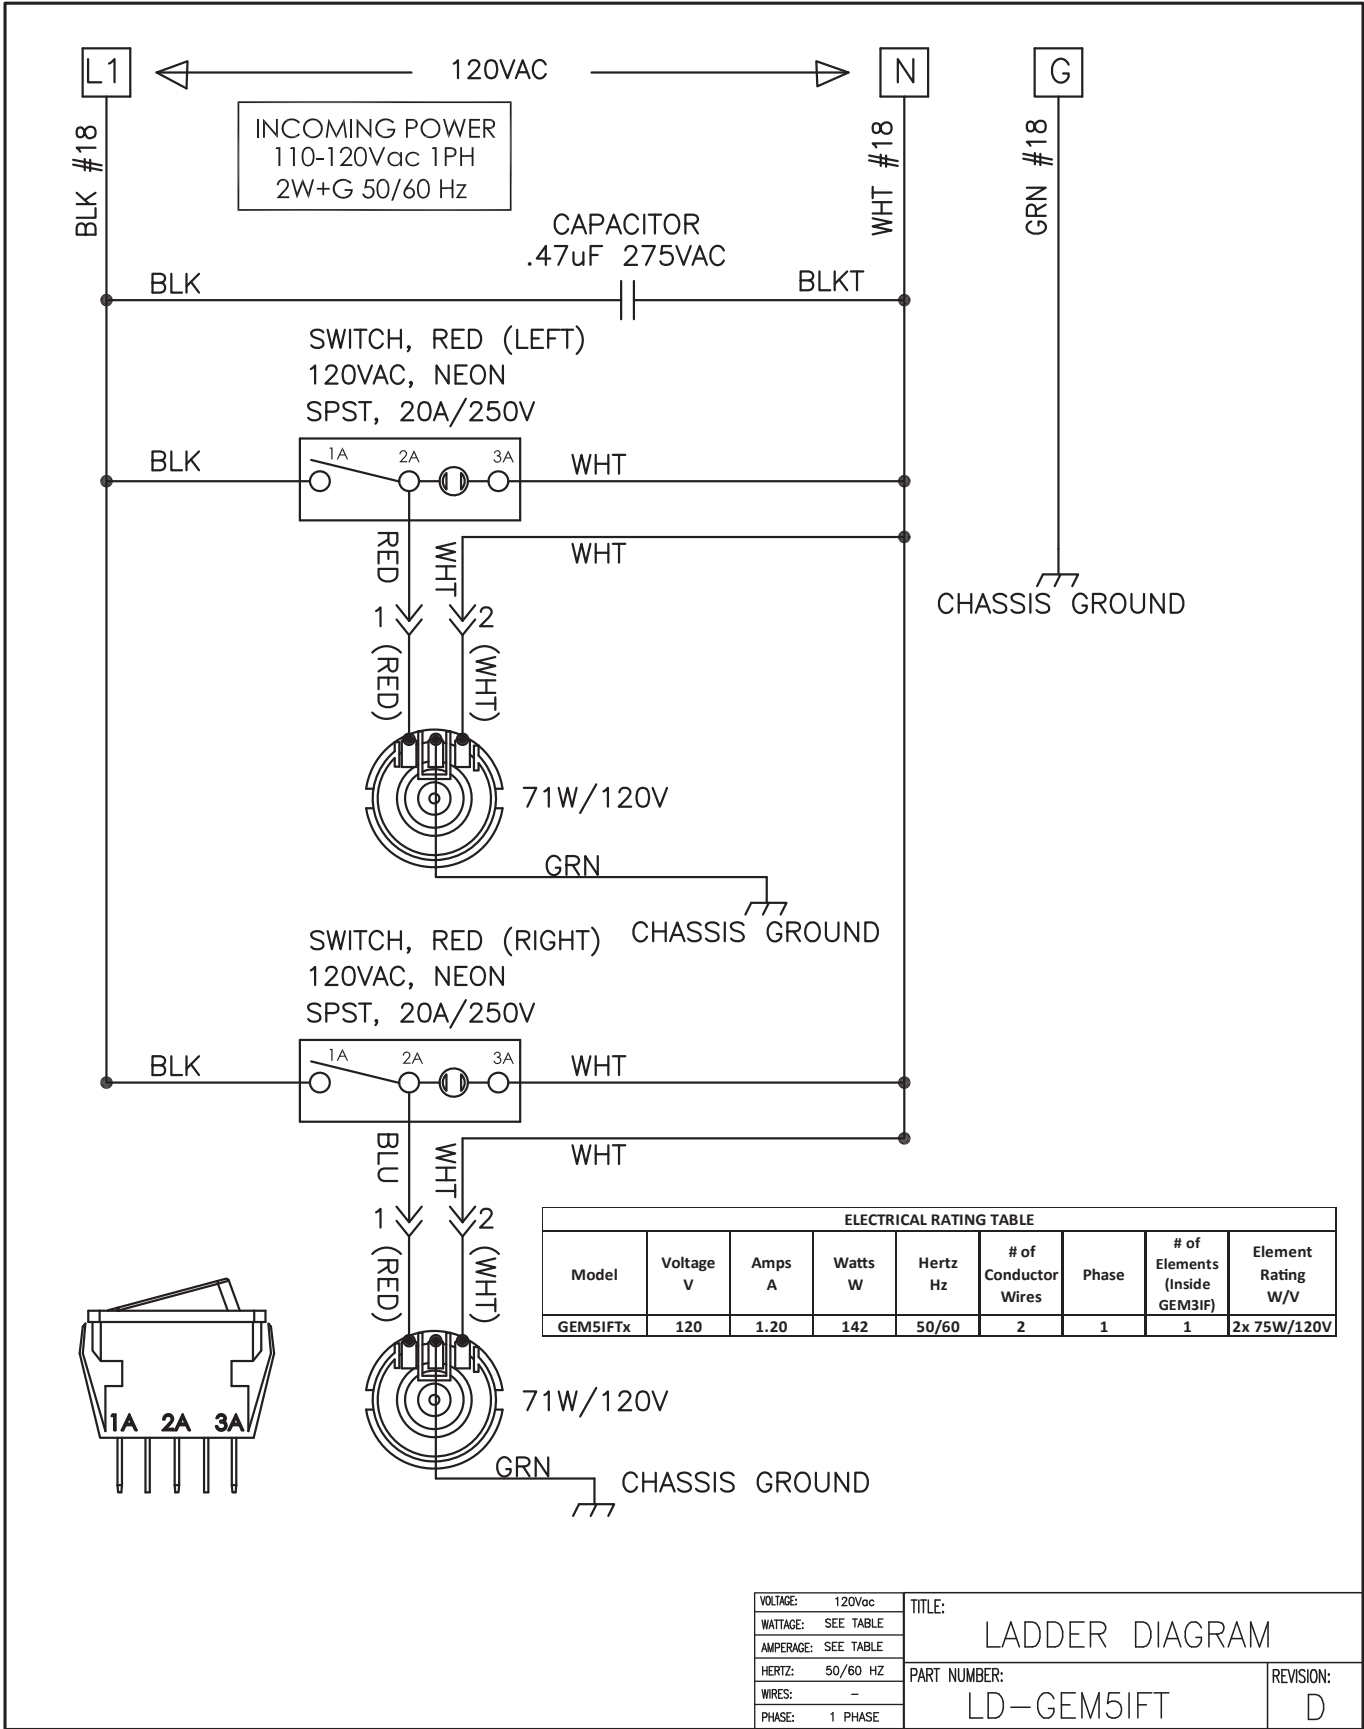 L1
120VAC
N
G
BLK #18
INCOMING POWER
110-120Vac 1PH
2W+G 50/60 Hz
WHT #18
GRN #18
CAPACITOR
.47uF 275VAC
BLK
BLKT
SWITCH, RED (LEFT)
120VAC, NEON
SPST, 20A/250V
BLK
1A
2A
3A
WHT
RED
WHT
WHT
CHASSIS GROUND
1
2
(RED)
(WHT)
71W/120V
GRN
CHASSIS GROUND
SWITCH, RED (RIGHT)
120VAC, NEON
SPST, 20A/250V
BLK
1A
2A
3A
WHT
BLU
WHT
WHT
1
2
(RED)
(WHT)
71W/120V
GRN
CHASSIS GROUND
ELECTRICAL RATING TABLE
Model
Voltage
V
Amps
A
Watts
W
Hertz
Hz
# of
Conductor
Wires
Phase
# of
Elements
(Inside
GEM3IF)
Element
Rating
W/V
GEM5IFTx 120 1.20 142 50/60 2 1 1 2x 75W/120V
1A 2A 3A
VOLTAGE: 120Vac
WATTAGE: SEE TABLE
AMPERAGE: SEE TABLE
HERTZ: 50/60 HZ
WIRES: –
PHASE: 1 PHASE
TITLE:
LADDER DIAGRAM
PART NUMBER:
LD-GEM5IFT
REVISION:
D